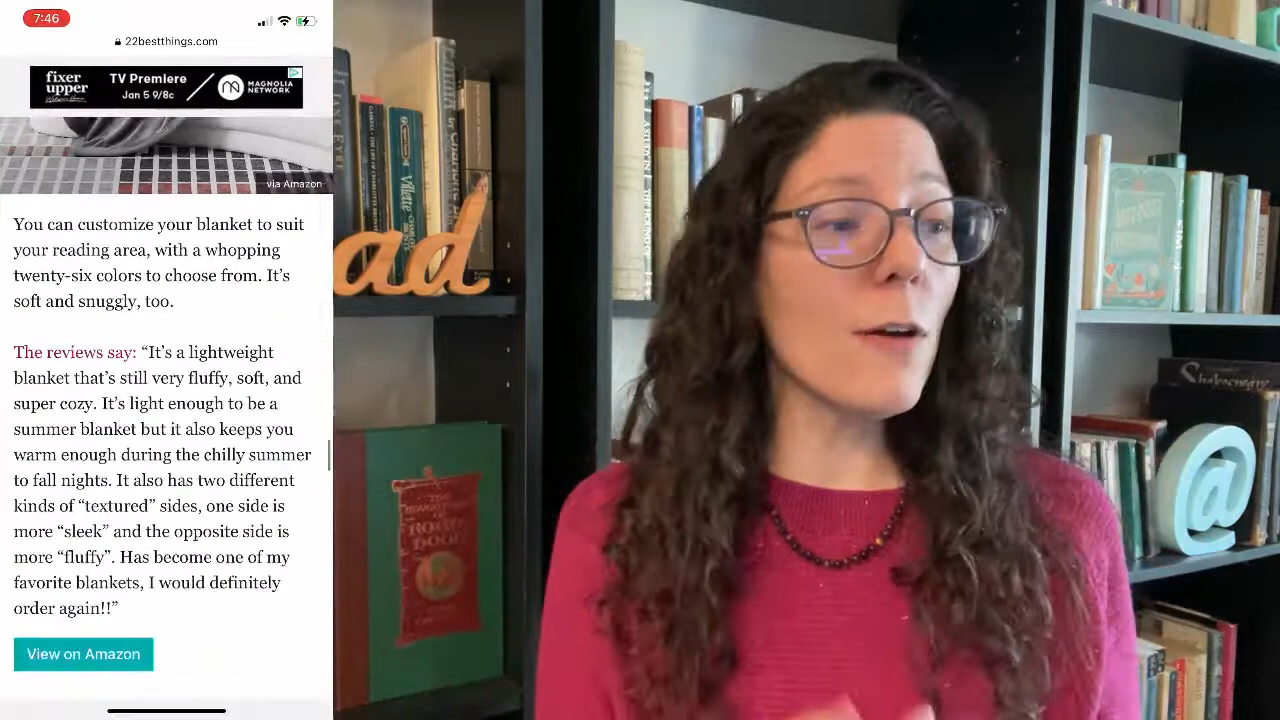 7:46
22bestthings.com
fixer
upper
TV Premiere
Jan 5 9/8c
MAGNOLIA
NETWORK
via Amazon
You can customize your blanket to suit
your reading area, with a whopping
twenty-six colors to choose from. It’s
soft and snuggly, too.
The reviews say: “It’s a lightweight
blanket that’s still very fluffy, soft, and
super cozy. It’s light enough to be a
summer blanket but it also keeps you
warm enough during the chilly summer
to fall nights. It also has two different
kinds of “textured” sides, one side is
more “sleek” and the opposite side is
more “fluffy”. Has become one of my
favorite blankets, I would definitely
order again!!”
View on Amazon
JANE EYRE
Villette
ad
ROBIN
HOOD
Shakespeare
@